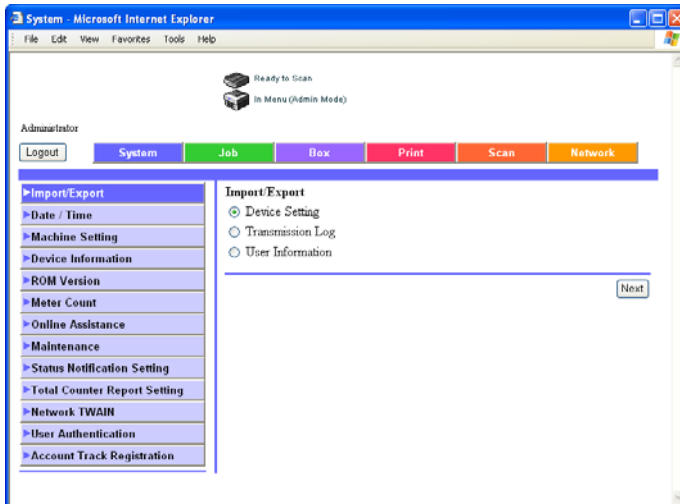 System - Microsoft Internet Explorer
File Edit View Favorites Tools Help
Ready to Scan
In Menu (Admin Mode)
Administrator
Logout System Job Box Print Scan Network
Import/Export
Date / Time
Machine Setting
Device Information
ROM Version
Meter Count
Online Assistance
Maintenance
Status Notification Setting
Total Counter Report Setting
Network TWAIN
User Authentication
Account Track Registration
Import/Export
Device Setting
Transmission Log
User Information
Next